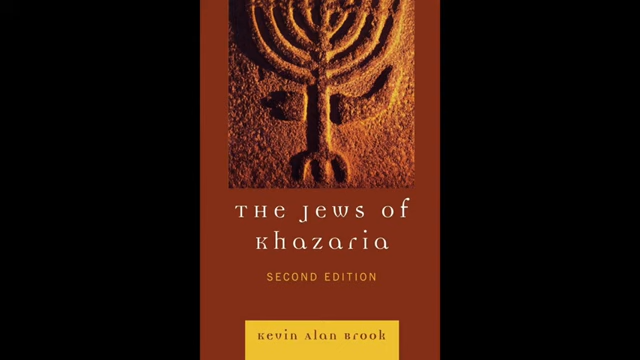 The Jews of
Khazaria
SECOND EDITION
Kevin Alan Brook